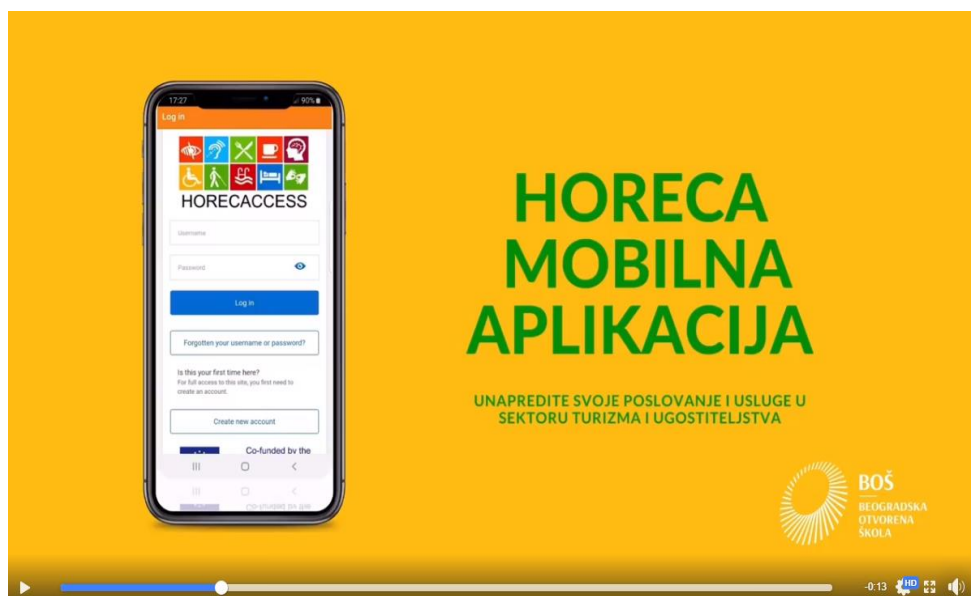 17:27
90%
Log in
HORECACCESS
Username
Password
Log in
Forgotten your username or password?
Is this your first time here?
For full access to this site, you first need to
create an account.
Create new account
Co-funded by the
HORECA
MOBILNA
APLIKACIJA
UNAPREDITE SVOJE POSLOVANJE I USLUGE U
SEKTORU TURIZMA I UGOSTITELJSTVA
BOŠ
BEOGRADSKA
OTVORENA
ŠKOLA
-0:13
HD